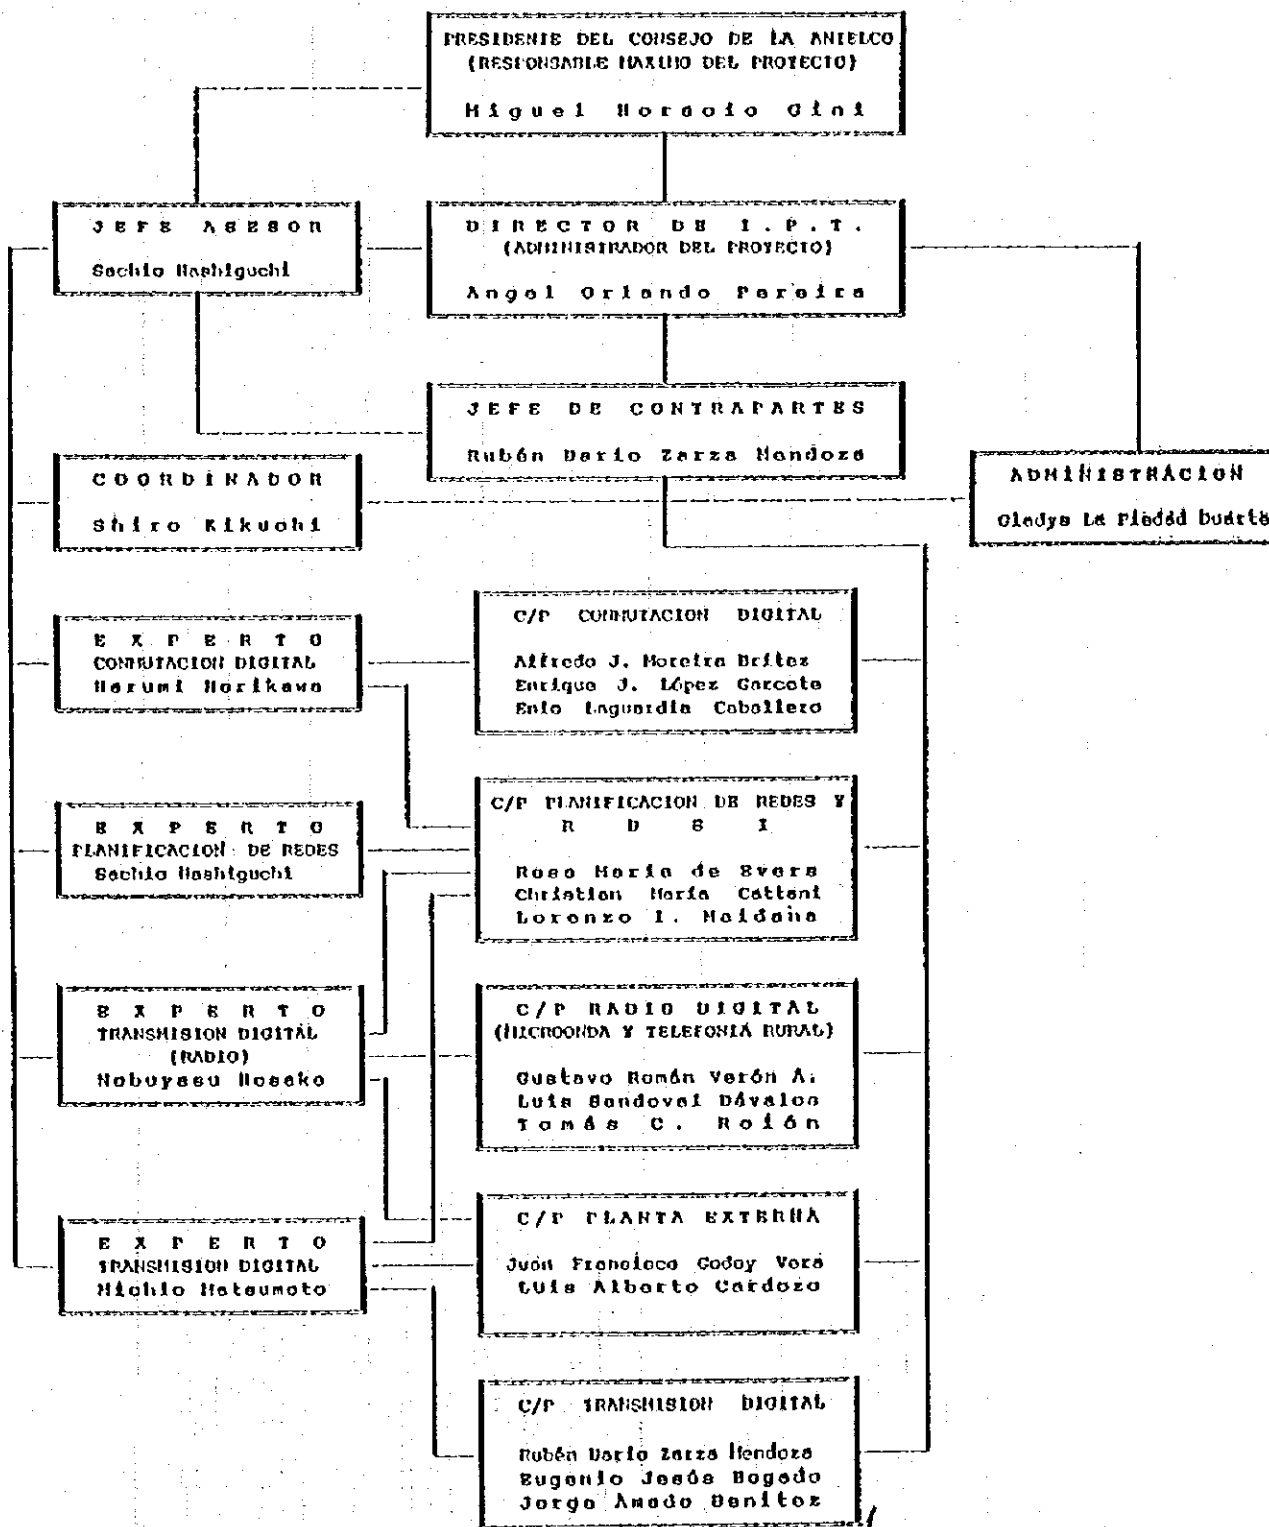 PRESIDENTE DEL CONSEJO DE LA ANTELCO
(RESPONSABLE MAXIMO DEL PROYECTO)
Miguel Horacio Gini
JEFE ASESOR
Sachio Hashiguchi
DIRECTOR DE I.P.T.
(ADMINISTRADOR DEL PROYECTO)
Angel Orlando Pereira
JEFE DE CONTRAPARTES
Rubén Darío Zarza Mendoza
COORDINADOR
Shiro Kikuchi
ADMINISTRACION
Gladys La Piedad Duarte
EXPERTO
CONMUTACION DIGITAL
Harumi Morikawa
C/P CONMUTACION DIGITAL
Alfredo J. Moreira Britez
Enrique J. López Garcete
Enio Laguardia Caballero
EXPERTO
PLANIFICACION DE REDES
Sachio Hashiguchi
C/P PLANIFICACION DE REDES Y
R D S I
Rosa María de Evers
Christian María Cattani
Lorenzo I. Maidana
EXPERTO
TRANSMISION DIGITAL
(RADIO)
Nobuyasu Hosako
C/P RADIO DIGITAL
(MICROONDA Y TELEFONIA RURAL)
Gustavo Román Verón A.
Luis Sandoval Dávalos
Tomás C. Rolón
EXPERTO
TRANSMISION DIGITAL
Michio Matsumoto
C/P PLANTA EXTERNA
Juan Francisco Godoy Vera
LUis Alberto Cardozo
C/P TRANSMISION DIGITAL
Rubén Darío Zarza Mendoza
Eugenio Jesús Bogado
Jorge Amado Benitez